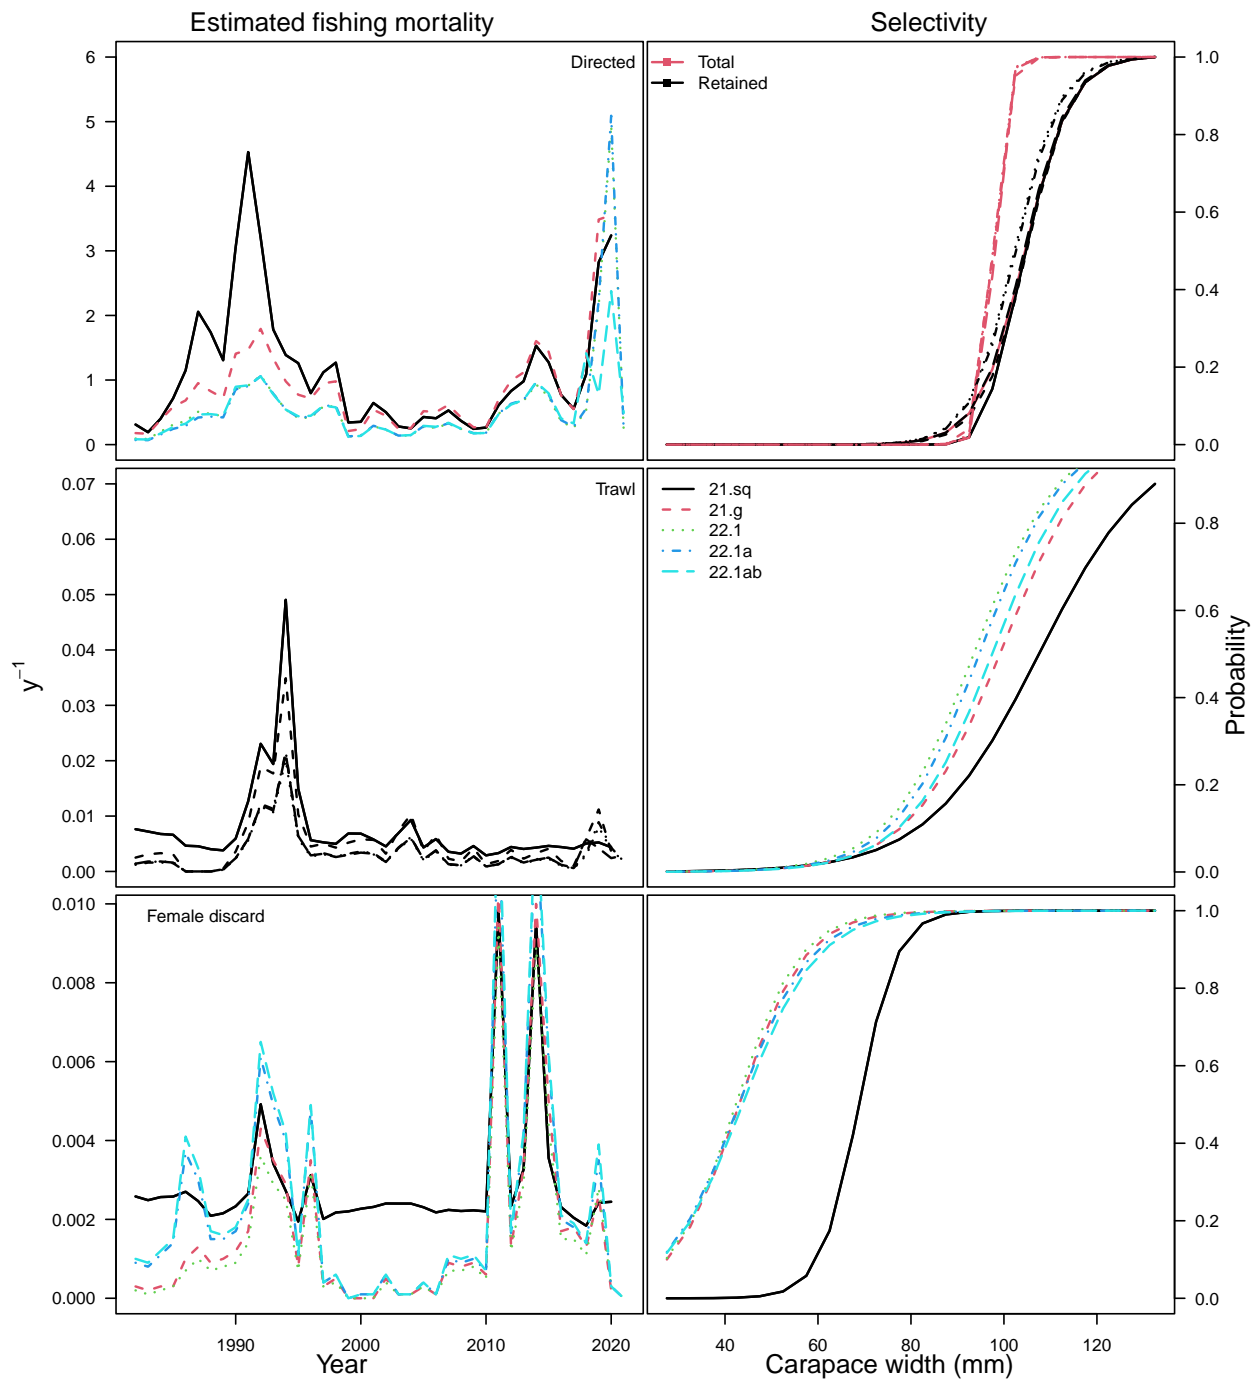 Estimated fishing mortality
Selectivity
Directed
6
5
4
3
2
1
0
Total
Retained
1.0
0.8
0.6
0.4
0.2
0.0
Trawl
0.07
0.06
0.05
0.04
0.03
0.02
0.01
0.00
y−1
21.sq
21.g
22.1
22.1a
22.1ab
0.8
0.6
0.4
0.2
0.0
Probability
Female discard
0.010
0.008
0.006
0.004
0.002
0.000
1.0
0.8
0.6
0.4
0.2
0.0
1990 2000 2010 2020
Year
40 60 80 100 120
Carapace width (mm)